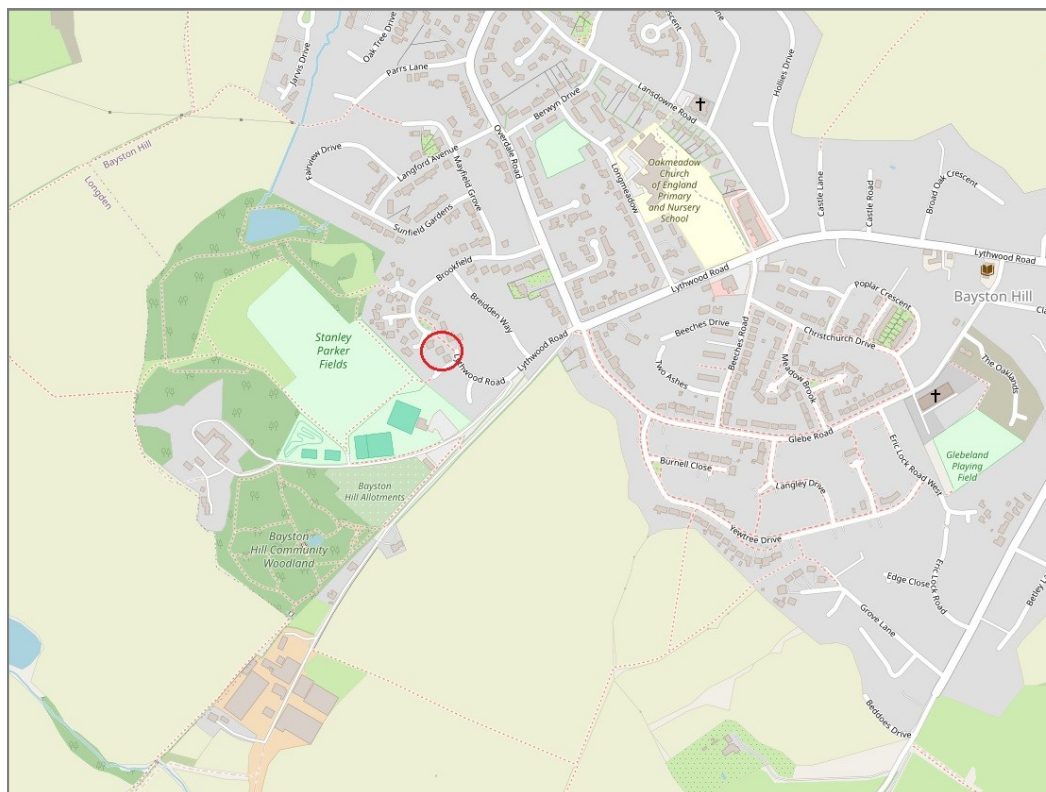 Jarvis Drive
Oak Tree Drive
Parrs Lane
Crescent
Hollies Drive
Lansdowne Road
Berwyn Drive
Overdale Road
Bayston Hill
Longden
Fairview Drive
Langford Avenue
Mayfield Grove
Sunfield Gardens
Longmeadow
Oakmeadow
Church
of England
Primary
and Nursery
School
Castle Lane
Castle Road
Broad Oak Crescent
Lythwood Road
Brookfield
Breidden Way
Lythwood Road
Poplar Crescent
Bayston Hill
Stanley
Parker
Fields
Lythwood Road
Lythwood Road
Beeches Drive
Two Ashes
Beeches Road
Christchurch Drive
Meadow
Brook
The Oaklands
Glebe Road
Eric Lock Road West
Glebeland
Playing
Field
Burnell Close
Langley Drive
Bayston
Hill Allotments
Yewtree Drive
Bayston
Hill Community
Woodland
Edge Close
Eric Lock Road
Grove Lane
Beddoes Drive